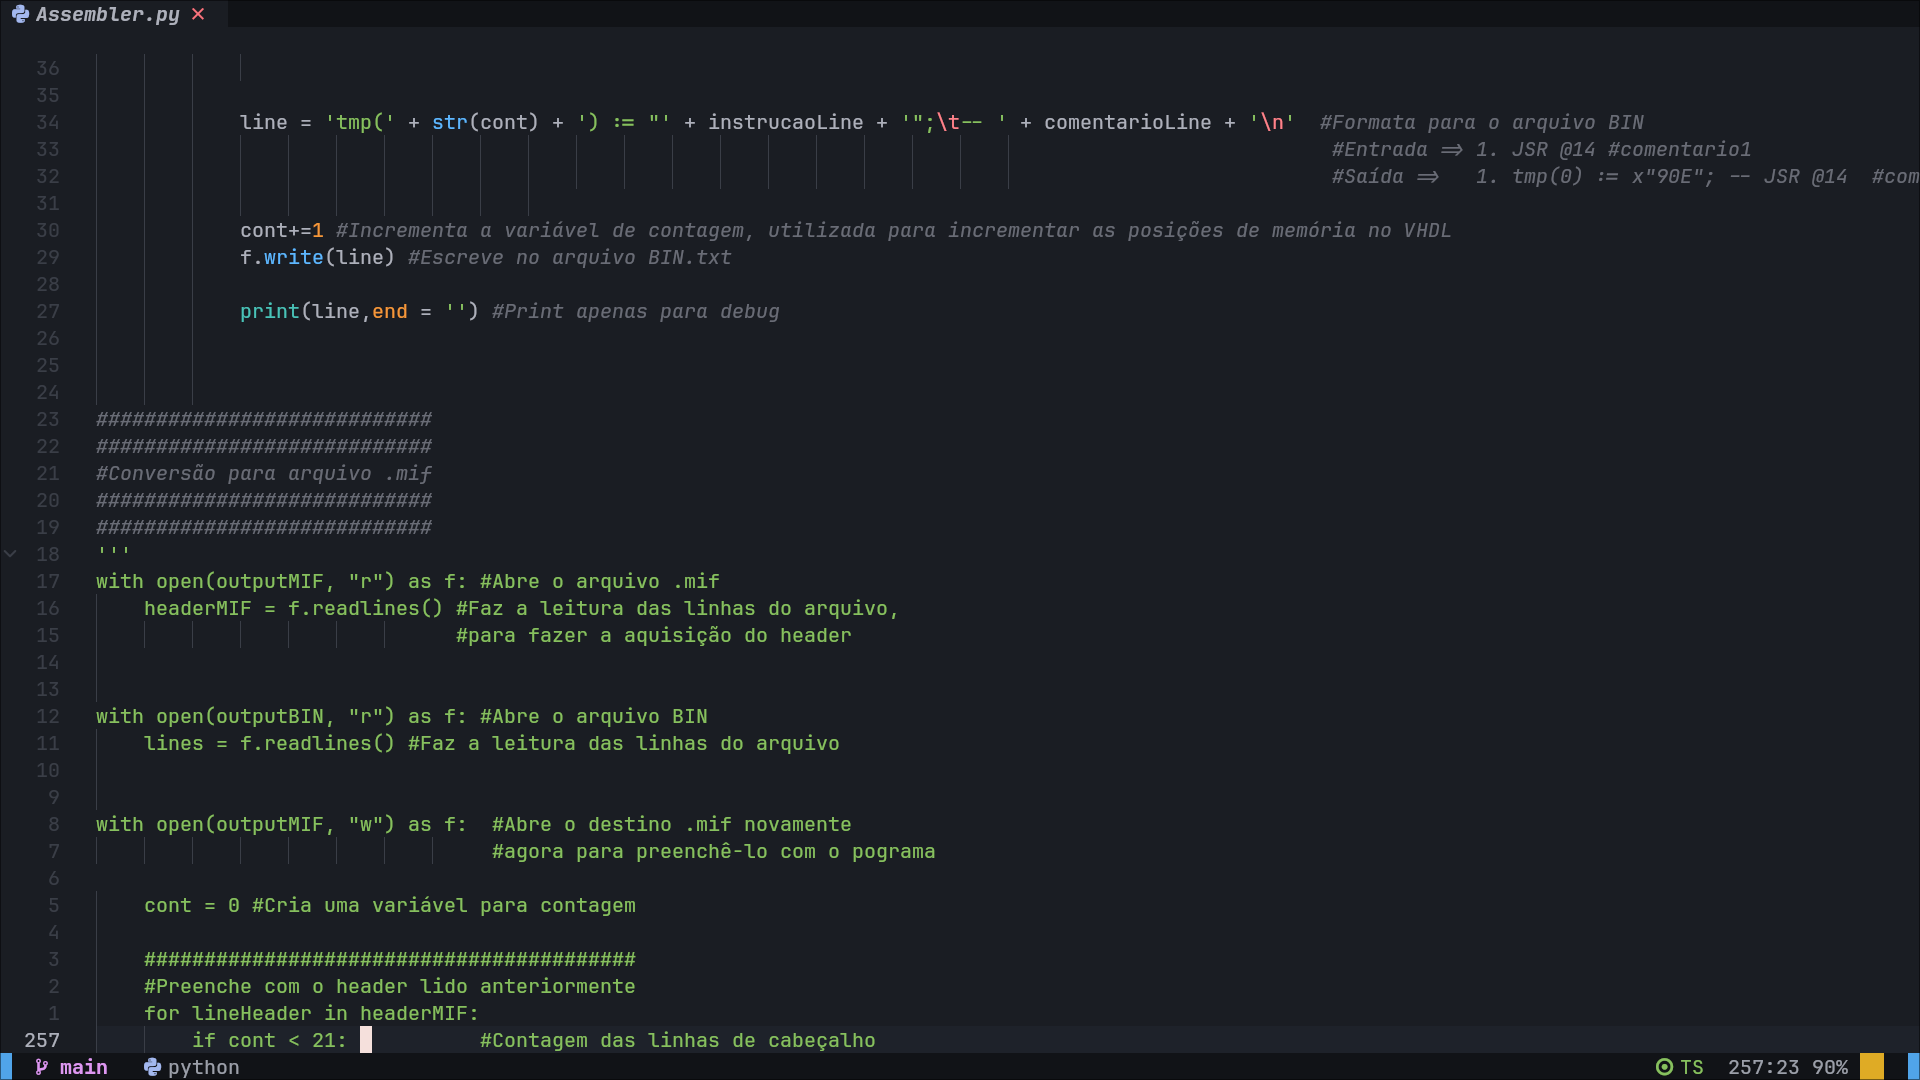 Assembler.py ×
36
35
34 line = 'tmp(' + str(cont) + ') := "' + instrucaoLine + '";\t-- ' + comentarioLine + '\n'  #Formata para o arquivo BIN
33 #Entrada => 1. JSR @14 #comentario1
32 #Saída =>   1. tmp(0) := x"90E"; -- JSR @14  #com
31
30 cont+=1 #Incrementa a variável de contagem, utilizada para incrementar as posições de memória no VHDL
29 f.write(line) #Escreve no arquivo BIN.txt
28
27 print(line,end = '') #Print apenas para debug
26
25
24
23 ############################
22 ############################
21 #Conversão para arquivo .mif
20 ############################
19 ############################
18 '''
17 with open(outputMIF, "r") as f: #Abre o arquivo .mif
16     headerMIF = f.readlines() #Faz a leitura das linhas do arquivo,
15 #para fazer a aquisição do header
14
13
12 with open(outputBIN, "r") as f: #Abre o arquivo BIN
11     lines = f.readlines() #Faz a leitura das linhas do arquivo
10
9
8 with open(outputMIF, "w") as f:  #Abre o destino .mif novamente
7 #agora para preenchê-lo com o pograma
6
5     cont = 0 #Cria uma variável para contagem
4
3     #########################################
2     #Preenche com o header lido anteriormente
1     for lineHeader in headerMIF:
257         if cont < 21:           #Contagem das linhas de cabeçalho
main python TS 257:23 90%